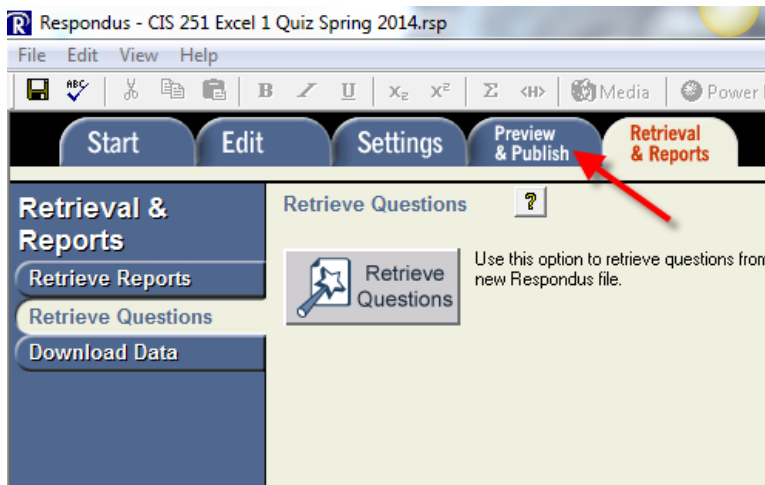 Respondus - CIS 251 Excel 1 Quiz Spring 2014.rsp
File Edit View Help
ABC B I U X₂ X² Σ <H> Media Power
Start Edit Settings Preview & Publish Retrieval & Reports
Retrieval & Reports
Retrieve Reports
Retrieve Questions
Download Data
Retrieve Questions ?
Retrieve Questions
Use this option to retrieve questions from
new Respondus file.